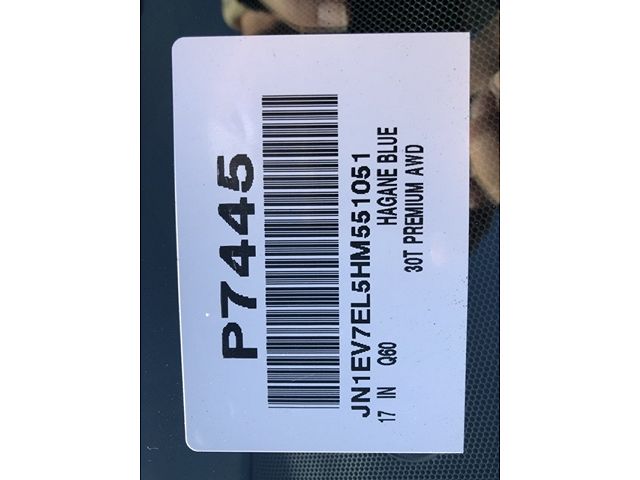 P7445
JN1EV7EL5HM551051
17 IN Q60 HAGANE BLUE
30T PREMIUM AWD